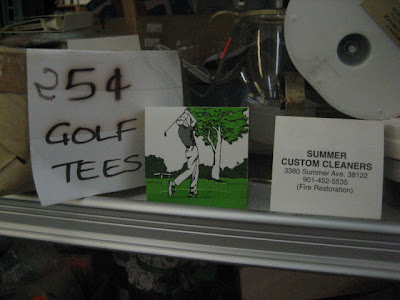 25¢
GOLF
TEES
SUMMER
CUSTOM CLEANERS
3380 Summer Ave. 38122
901-452-5535
(Fire Restoration)